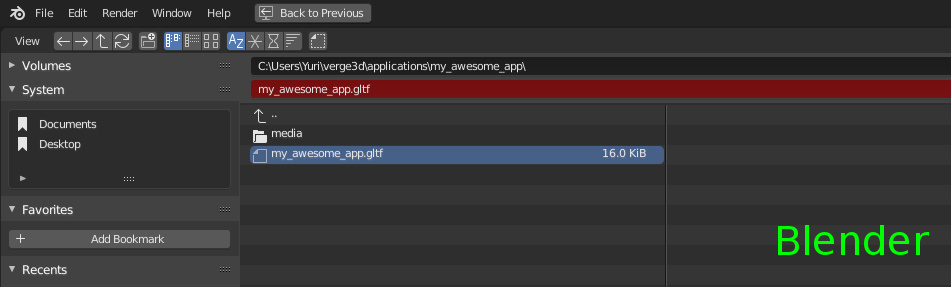 File Edit Render Window Help Back to Previous
View
Volumes
C:\Users\Yuri\verge3d\applications\my_awesome_app\
System
my_awesome_app.gltf
..
Documents
media
Desktop
my_awesome_app.gltf 16.0 KiB
Favorites
Add Bookmark
Blender
Recents